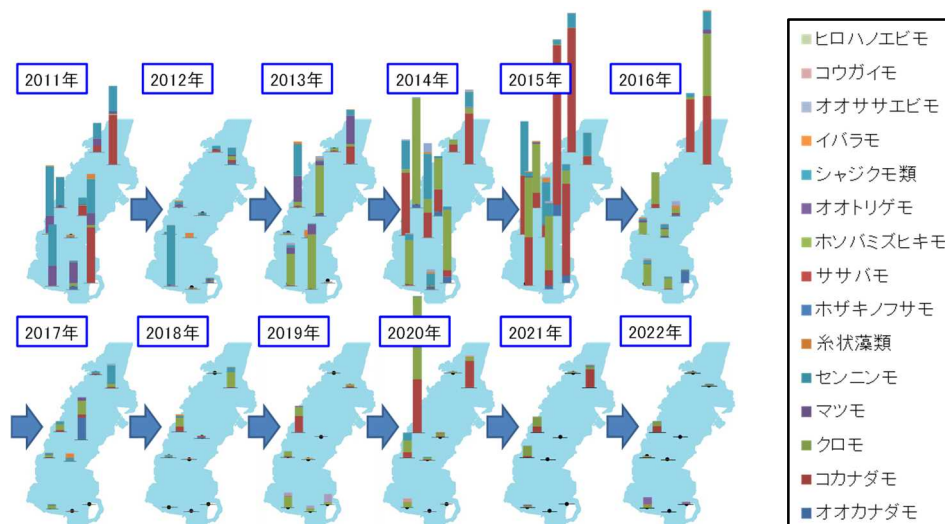 2011年
2012年
2013年
2014年
2015年
2016年
2017年
2018年
2019年
2020年
2021年
2022年
ヒロハノエビモ
コウガイモ
オオササエビモ
イバラモ
シャジクモ類
オオトリゲモ
ホソバミズヒキモ
ササバモ
ホザキノフサモ
糸状藻類
センニンモ
マツモ
クロモ
コカナダモ
オオカナダモ